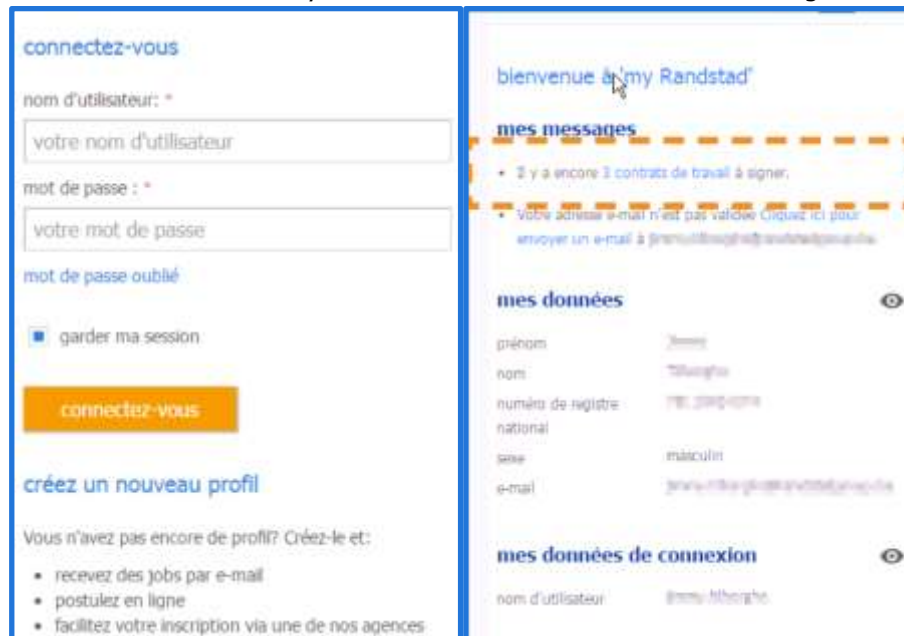 connectez-vous
nom d'utilisateur: *
votre nom d'utilisateur
mot de passe : *
votre mot de passe
mot de passe oublié
garder ma session
connectez-vous
créez un nouveau profil
Vous n'avez pas encore de profil? Créez-le et:
• recevez des jobs par e-mail
• postulez en ligne
• facilitez votre inscription via une de nos agences
bienvenue à 'my Randstad'
mes messages
• Il y a encore 3 contrats de travail à signer.
• Votre adresse e-mail n'est pas validée Cliquez ici pour
envoyer un e-mail à
mes données
prénom
nom
numéro de registre
national
sexe masculin
e-mail
mes données de connexion
nom d'utilisateur